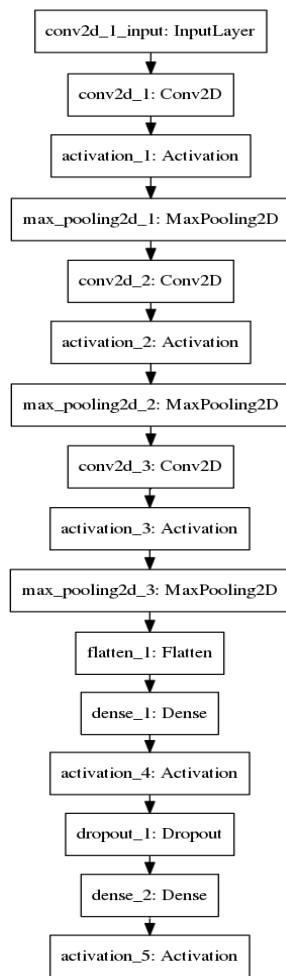 conv2d_1_input: InputLayer
conv2d_1: Conv2D
activation_1: Activation
max_pooling2d_1: MaxPooling2D
conv2d_2: Conv2D
activation_2: Activation
max_pooling2d_2: MaxPooling2D
conv2d_3: Conv2D
activation_3: Activation
max_pooling2d_3: MaxPooling2D
flatten_1: Flatten
dense_1: Dense
activation_4: Activation
dropout_1: Dropout
dense_2: Dense
activation_5: Activation